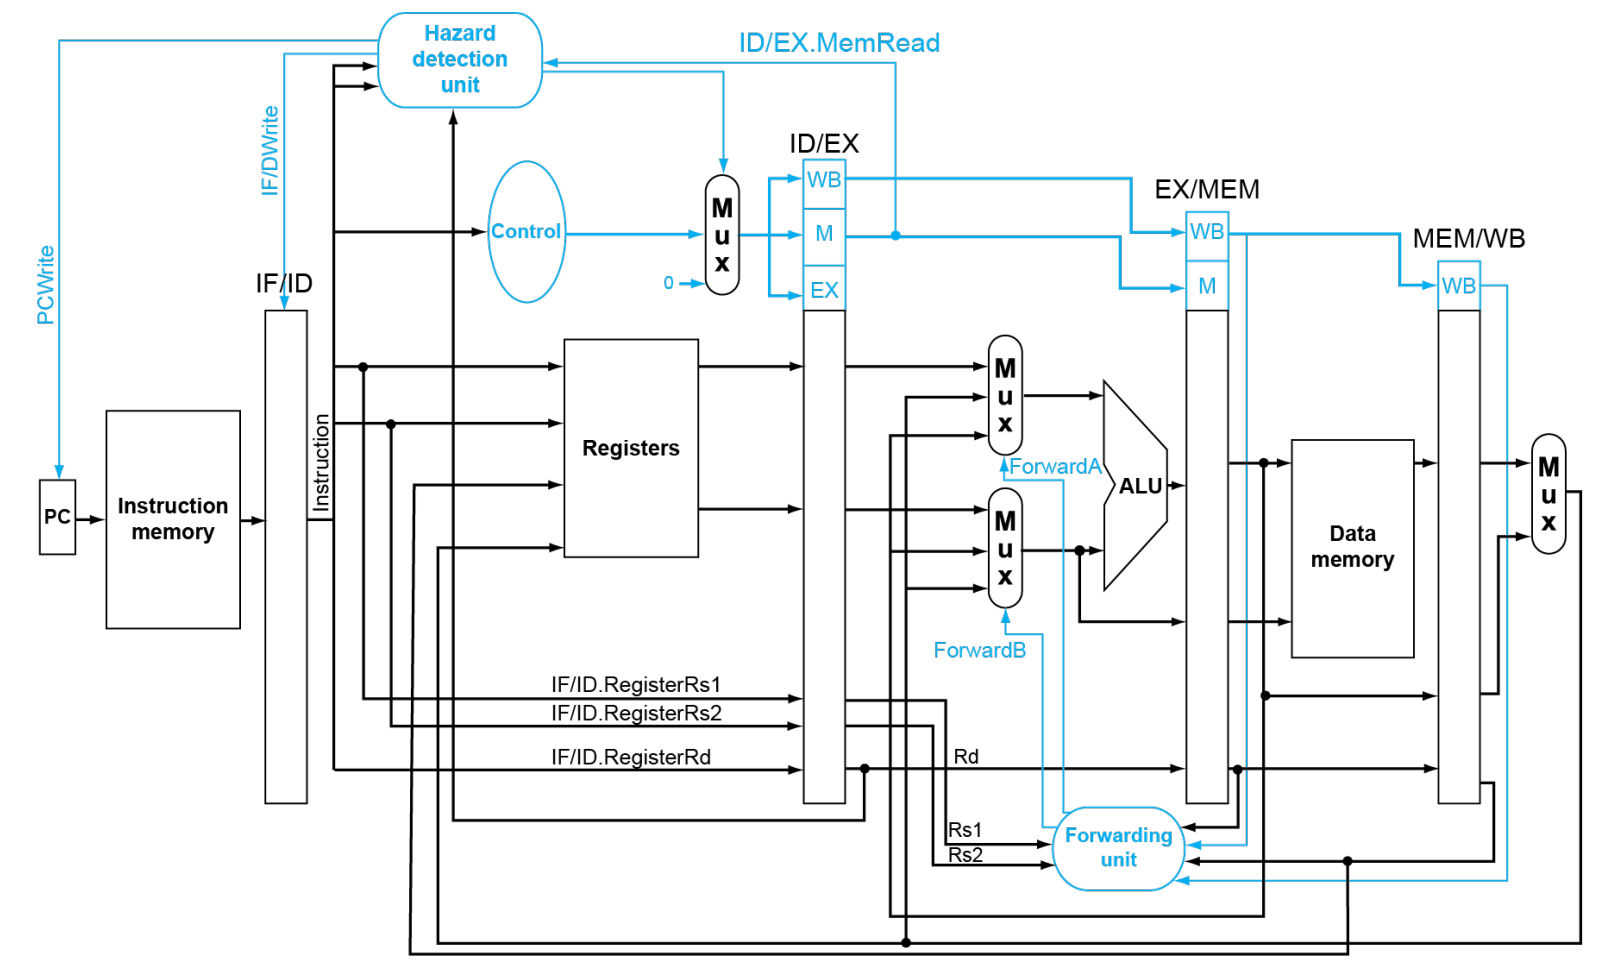 Hazard
detection
unit
ID/EX.MemRead
IF/DWrite
PCWrite
ID/EX
WB
M
EX
EX/MEM
WB
M
MEM/WB
WB
Control
M
u
x
0
IF/ID
Instruction
PC
Instruction
memory
Registers
M
u
x
ForwardA
M
u
x
ForwardB
ALU
Data
memory
M
u
x
IF/ID.RegisterRs1
IF/ID.RegisterRs2
IF/ID.RegisterRd
Rd
Rs1
Rs2
Forwarding
unit